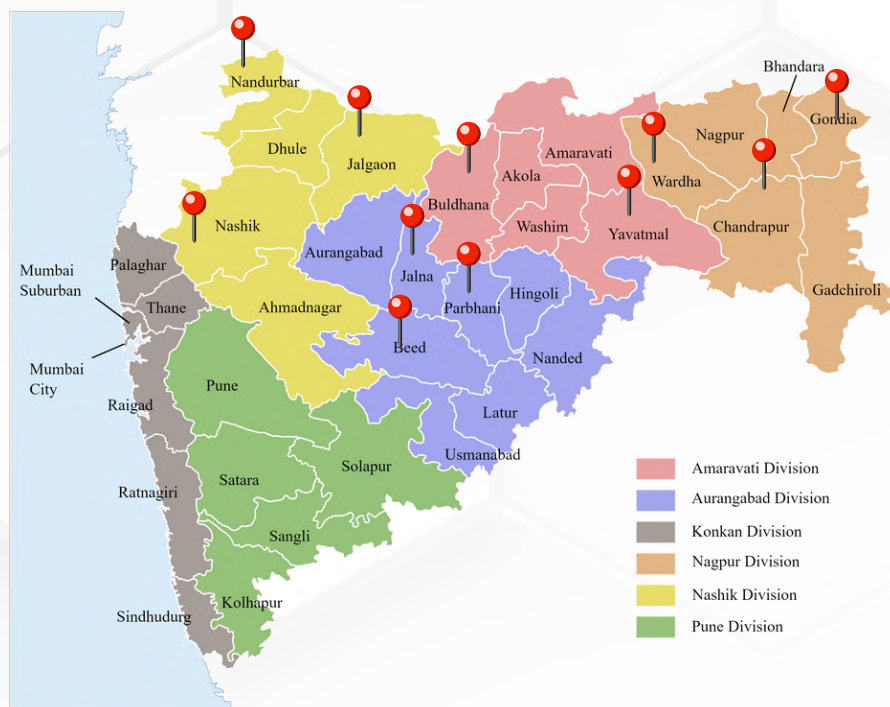 Bhandara
Nandurbar
Gondia
Nagpur
Dhule
Jalgaon
Amaravati
Akola
Wardha
Buldhana
Nashik
Washim
Yavatmal
Chandrapur
Aurangabad
Palaghar
Jalna
Mumbai
Suburban
Hingoli
Gadchiroli
Thane
Ahmadnagar
Parbhani
Beed
Nanded
Mumbai
City
Pune
Raigad
Latur
Usmanabad
Solapur
Satara
Ratnagiri
Sangli
Kolhapur
Sindhudurg
Amaravati Division
Aurangabad Division
Konkan Division
Nagpur Division
Nashik Division
Pune Division